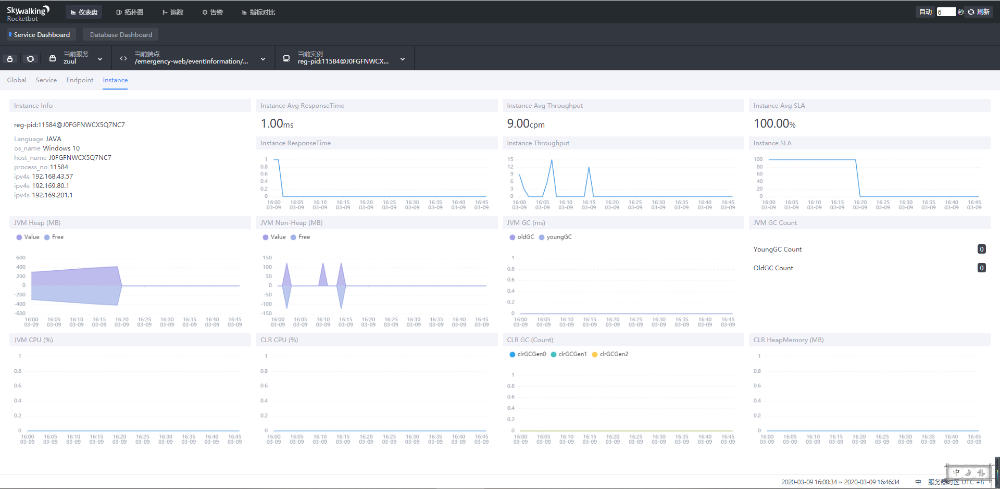 Skywalking
Rocketbot
仪表盘
拓扑图
追踪
告警
指标对比
自动 6 秒 刷新
Service Dashboard
Database Dashboard
当前服务
zuul
当前端点
/emergency-web/eventInformation/...
当前实例
reg-pid:11584@J0FGFNWCX...
Global Service Endpoint Instance
Instance Info
reg-pid:11584@J0FGFNWCX5Q7NC7
Language JAVA
os_name Windows 10
host_name J0FGFNWCX5Q7NC7
process_no 11584
ipv4s 192.168.43.57
ipv4s 192.169.80.1
ipv4s 192.169.201.1
Instance Avg ResponseTime
1.00ms
Instance Avg Throughput
9.00cpm
Instance Avg SLA
100.00%
Instance ResponseTime
1
0.8
0.6
0.4
0.2
0
16:00 16:05 16:10 16:15 16:20 16:25 16:30 16:35 16:40 16:45
03-09 03-09 03-09 03-09 03-09 03-09 03-09 03-09 03-09 03-09
Instance Throughput
15
12
9
6
3
0
16:00 16:05 16:10 16:15 16:20 16:25 16:30 16:35 16:40 16:45
03-09 03-09 03-09 03-09 03-09 03-09 03-09 03-09 03-09 03-09
Instance SLA
100
80
60
40
20
0
16:00 16:05 16:10 16:15 16:20 16:25 16:30 16:35 16:40 16:45
03-09 03-09 03-09 03-09 03-09 03-09 03-09 03-09 03-09 03-09
JVM Heap (MB)
Value Free
600
400
200
0
-200
-400
-600
16:00 16:05 16:10 16:15 16:20 16:25 16:30 16:35 16:40 16:45
03-09 03-09 03-09 03-09 03-09 03-09 03-09 03-09 03-09 03-09
JVM Non-Heap (MB)
Value Free
150
100
50
0
-50
-100
-150
16:00 16:05 16:10 16:15 16:20 16:25 16:30 16:35 16:40 16:45
03-09 03-09 03-09 03-09 03-09 03-09 03-09 03-09 03-09 03-09
JVM GC (ms)
oldGC youngGC
1
0.8
0.6
0.4
0.2
0
16:00 16:05 16:10 16:15 16:20 16:25 16:30 16:35 16:40 16:45
03-09 03-09 03-09 03-09 03-09 03-09 03-09 03-09 03-09 03-09
JVM GC Count
YoungGC Count 0
OldGC Count 0
JVM CPU (%)
1
0.8
0.6
0.4
0.2
0
16:00 16:05 16:10 16:15 16:20 16:25 16:30 16:35 16:40 16:45
03-09 03-09 03-09 03-09 03-09 03-09 03-09 03-09 03-09 03-09
CLR CPU (%)
1
0.8
0.6
0.4
0.2
0
16:00 16:05 16:10 16:15 16:20 16:25 16:30 16:35 16:40 16:45
03-09 03-09 03-09 03-09 03-09 03-09 03-09 03-09 03-09 03-09
CLR GC (Count)
clrGCGen0 clrGCGen1 clrGCGen2
1
0.8
0.6
0.4
0.2
0
16:00 16:05 16:10 16:15 16:20 16:25 16:30 16:35 16:40 16:45
03-09 03-09 03-09 03-09 03-09 03-09 03-09 03-09 03-09 03-09
CLR HeapMemory (MB)
1
0.8
0.6
0.4
0.2
0
16:00 16:05 16:10 16:15 16:20 16:25 16:30 16:35 16:40 16:45
03-09 03-09 03-09 03-09 03-09 03-09 03-09 03-09 03-09 03-09
中
2020-03-09 16:00:34 ~ 2020-03-09 16:46:34 中 服务器时区 UTC +8